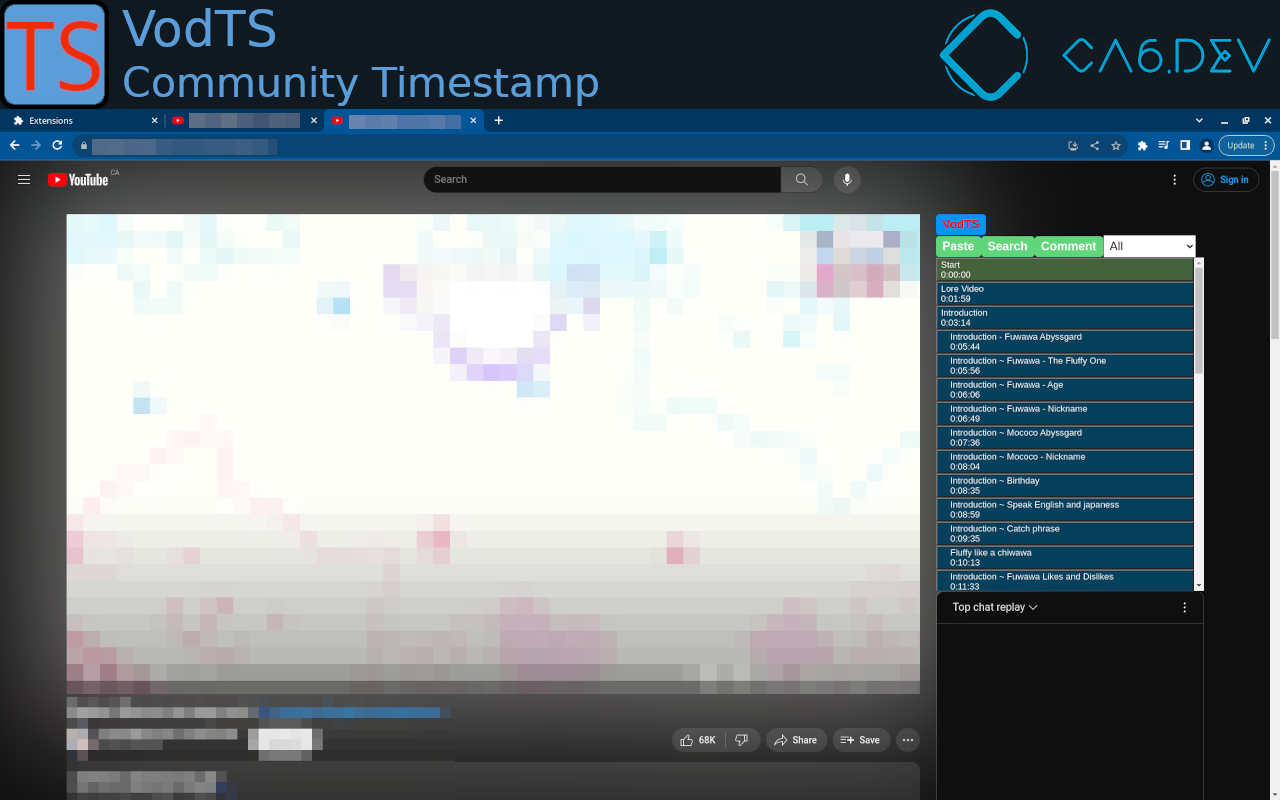 TS
VodTS
Community Timestamp
CA6.DEV
Extensions
Update
YouTube CA
Search
Sign in
VodTS
Paste Search Comment All
Start
0:00:00
Lore Video
0:01:59
Introduction
0:03:14
Introduction - Fuwawa Abyssgard
0:05:44
Introduction ~ Fuwawa - The Fluffy One
0:05:56
Introduction ~ Fuwawa - Age
0:06:06
Introduction ~ Fuwawa - Nickname
0:06:49
Introduction ~ Mococo Abyssgard
0:07:36
Introduction ~ Mococo - Nickname
0:08:04
Introduction ~ Birthday
0:08:35
Introduction ~ Speak English and japaness
0:08:59
Introduction ~ Catch phrase
0:09:35
Fluffy like a chiwawa
0:10:13
Introduction ~ Fuwawa Likes and Dislikes
0:11:33
Top chat replay
68K
Share
Save